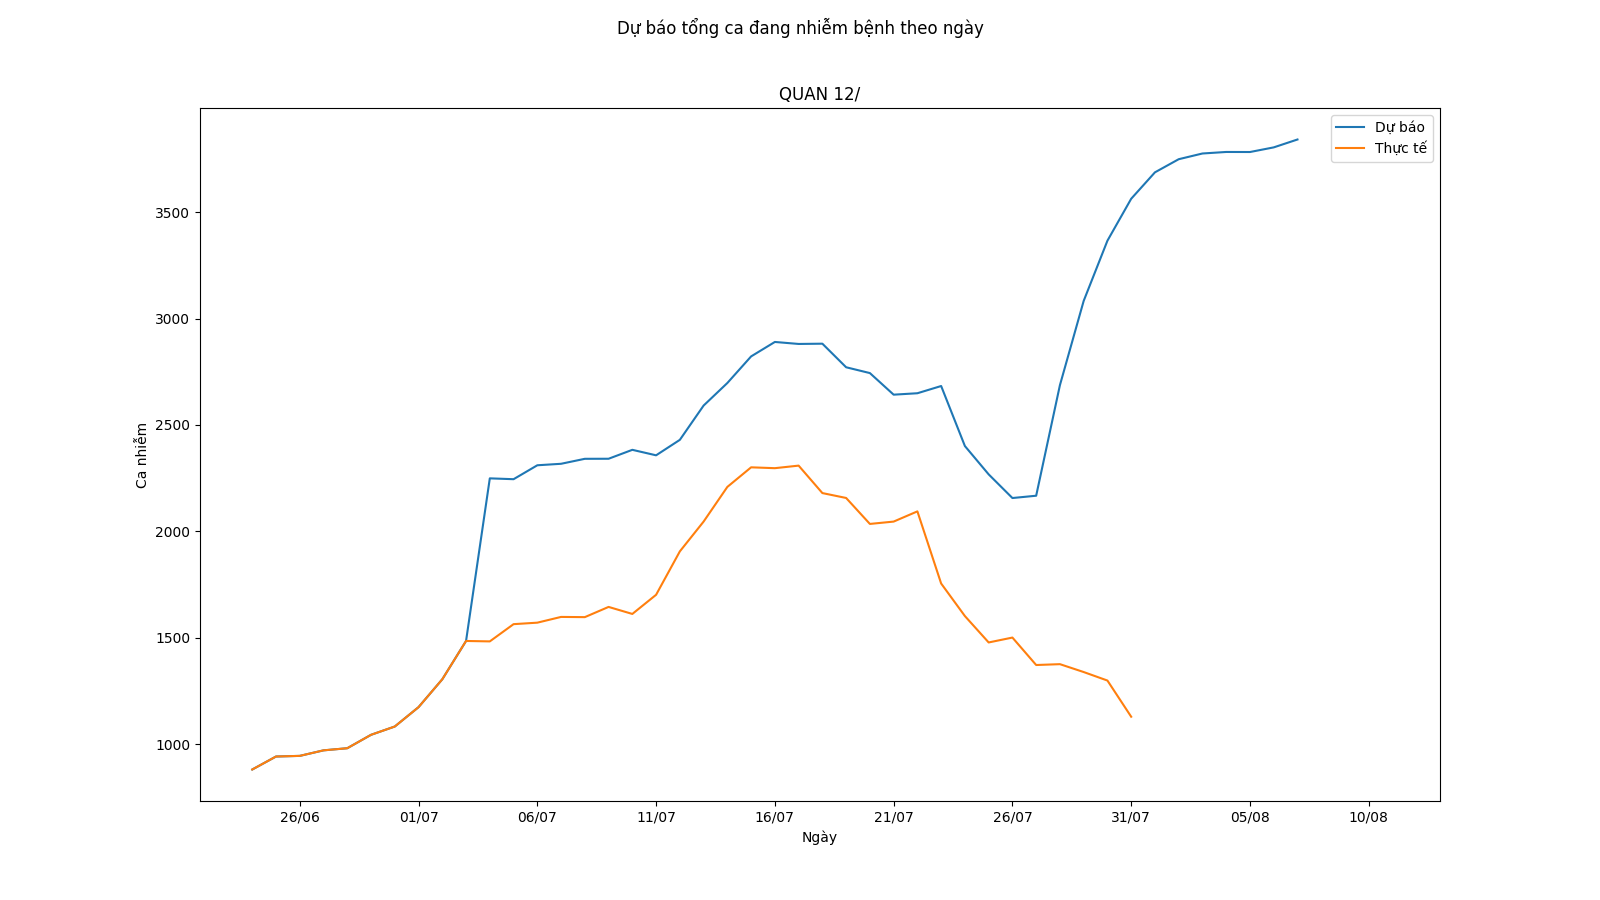 Dự báo tổng ca đang nhiễm bệnh theo ngày
QUAN 12/
Dự báo
Thực tế
3500
3000
2500
2000
1500
1000
Ca nhiễm
26/06 01/07 06/07 11/07 16/07 21/07 26/07 31/07 05/08 10/08
Ngày